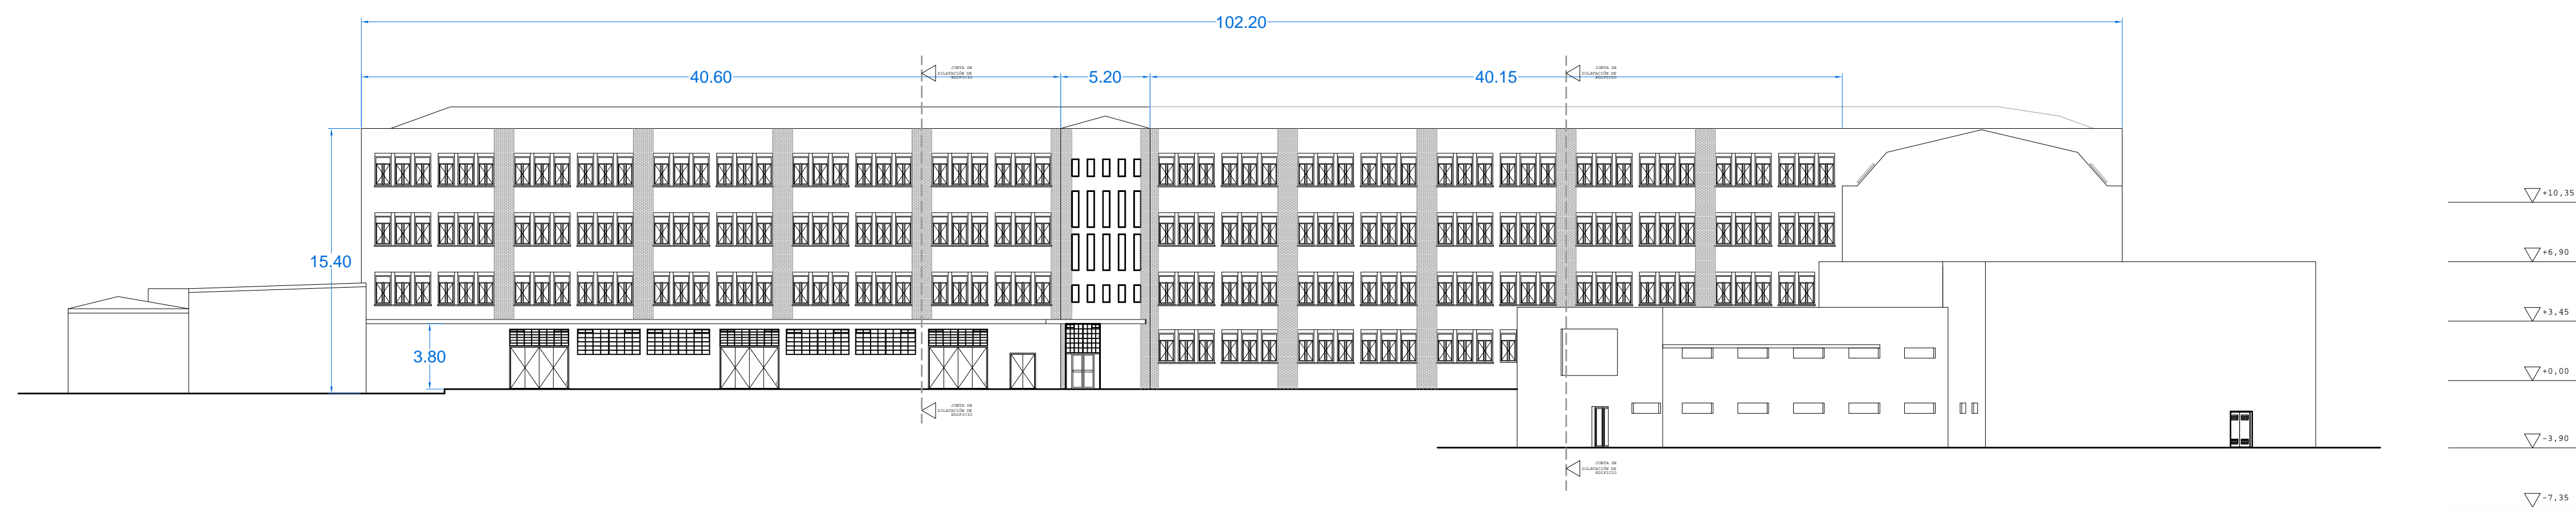 102.20
40.60
JUNTA DE
DILATACIÓN DE
EDIFICIO
5.20
40.15
JUNTA DE
DILATACIÓN DE
EDIFICIO
+10,35
+6,90
15.40
+3,45
3.80
+0,00
JUNTA DE
DILATACIÓN DE
EDIFICIO
-3,90
JUNTA DE
DILATACIÓN DE
EDIFICIO
-7,35